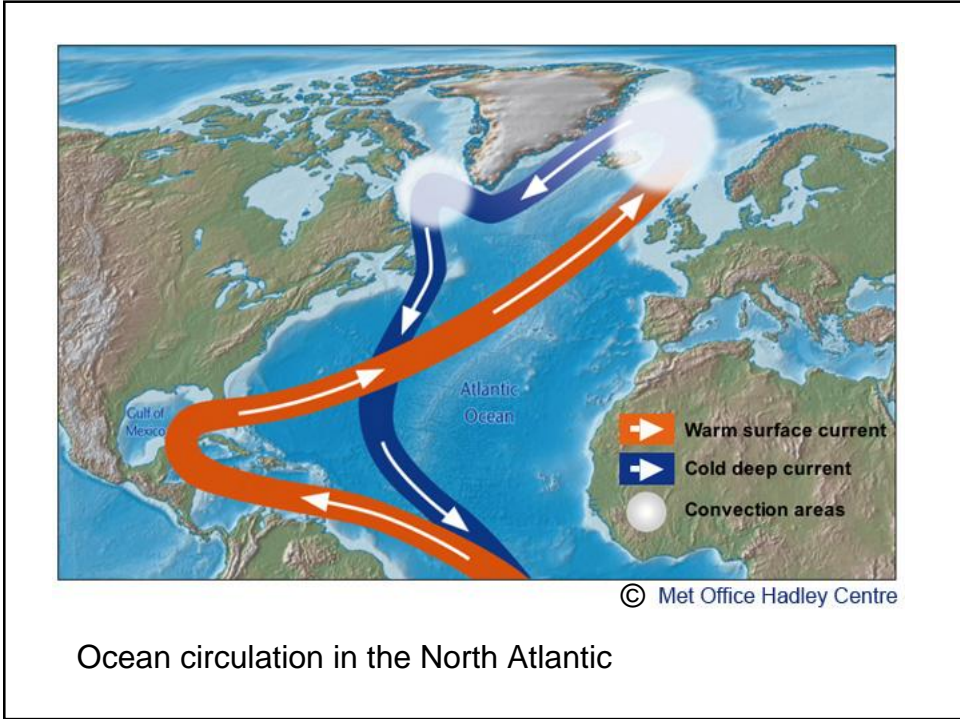 Gulf of
Mexico
Atlantic
Ocean
Warm surface current
Cold deep current
Convection areas
© Met Office Hadley Centre
Ocean circulation in the North Atlantic